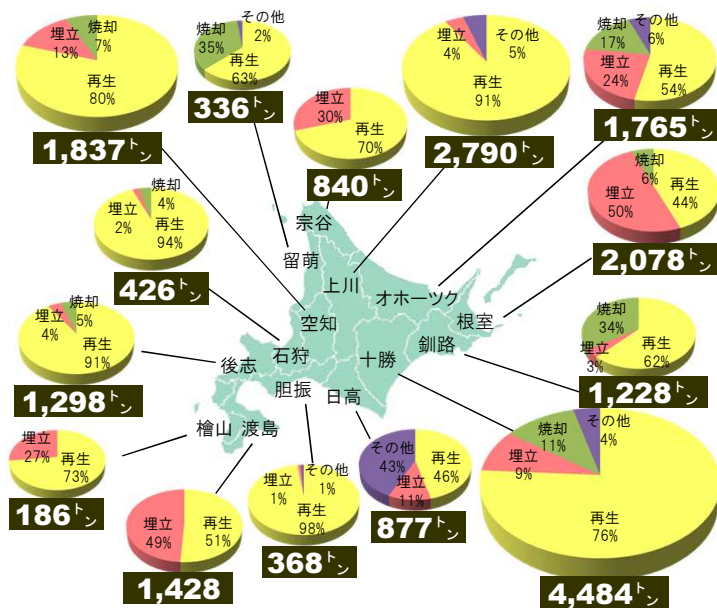 埋立
13%
焼却
7%
再生
80%
1,837トン
焼却
35%
その他
2%
再生
63%
336トン
埋立
30%
再生
70%
840トン
埋立
4%
その他
5%
再生
91%
2,790トン
焼却
17%
その他
6%
埋立
24%
再生
54%
1,765トン
焼却
6%
埋立
50%
再生
44%
2,078トン
焼却
4%
埋立
2%
再生
94%
426トン
焼却
34%
埋立
3%
再生
62%
1,228トン
埋立
4%
焼却
5%
再生
91%
1,298トン
宗谷
留萌
上川
オホーツク
空知
根室
石狩
後志
十勝
釧路
胆振
日高
檜山
渡島
埋立
27%
再生
73%
186トン
埋立
49%
再生
51%
1,428
埋立
1%
その他
1%
再生
98%
368トン
その他
43%
再生
46%
埋立
11%
877トン
焼却
11%
その他
4%
埋立
9%
再生
76%
4,484トン